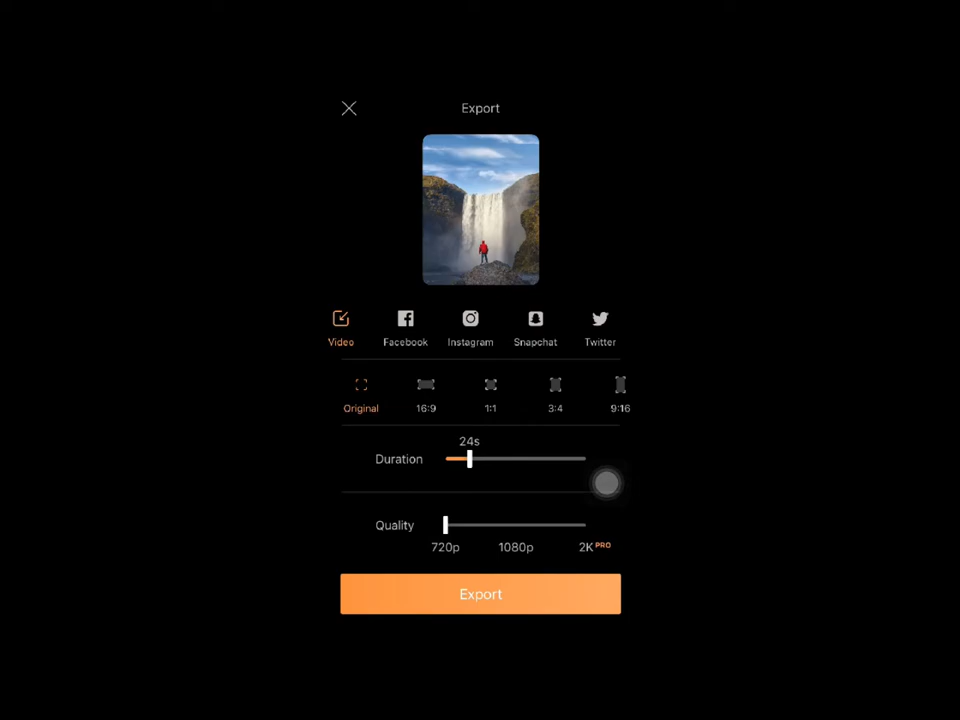 Export
Video Facebook Instagram Snapchat Twitter
Original 16:9 1:1 3:4 9:16
24s
Duration
Quality
720p 1080p 2K PRO
Export